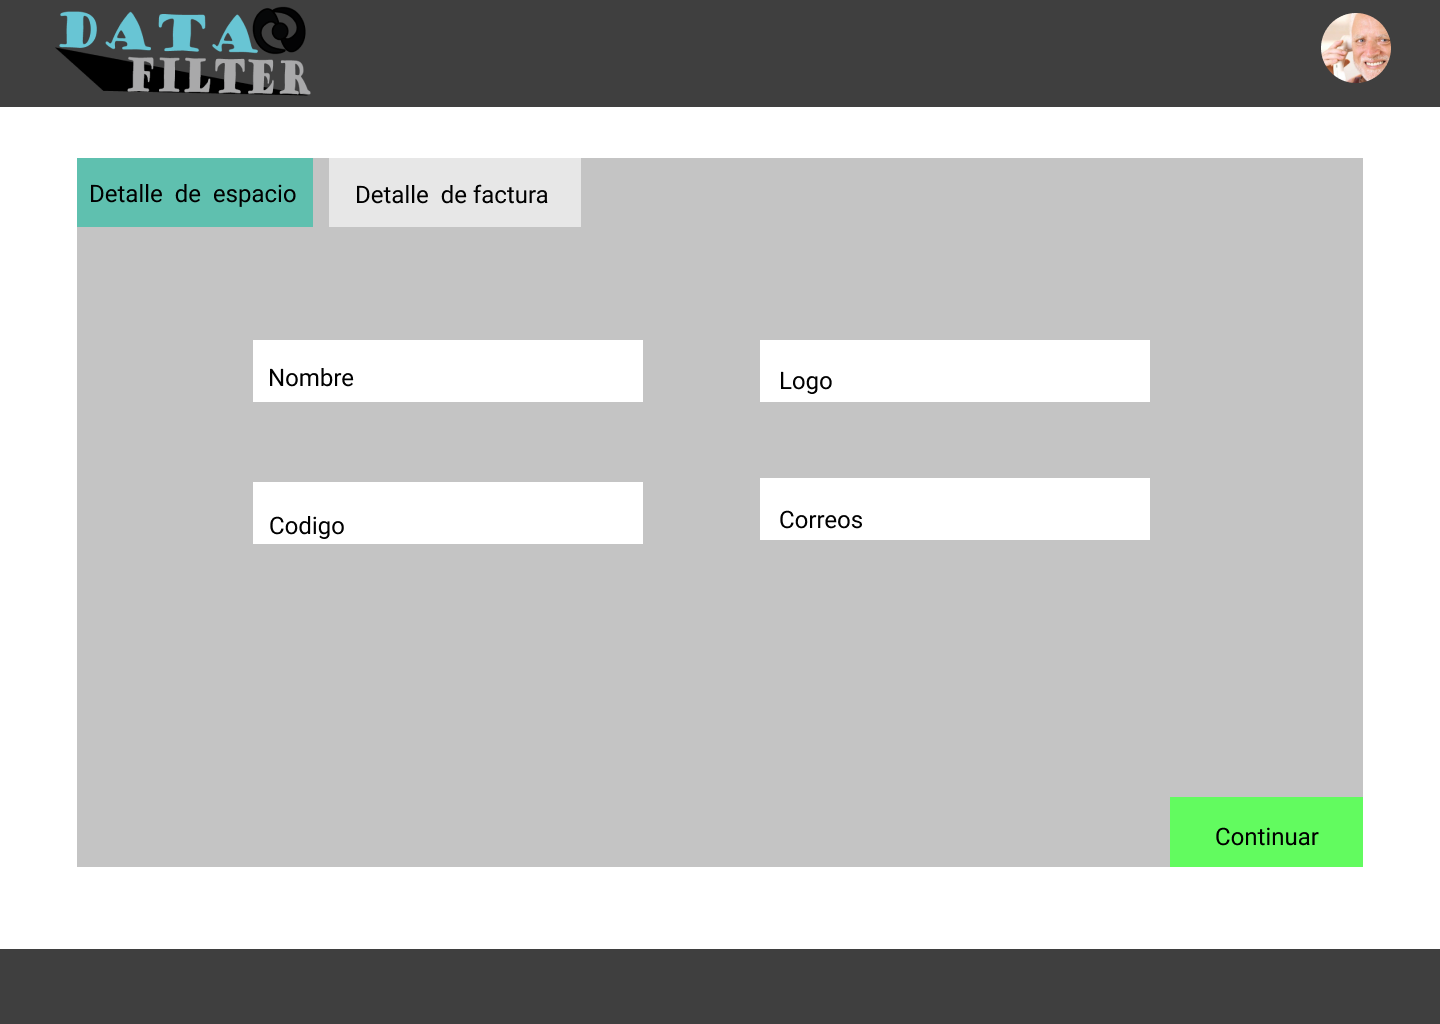 DATA
FILTER
Detalle de espacio
Detalle de factura
Nombre
Logo
Codigo
Correos
Continuar